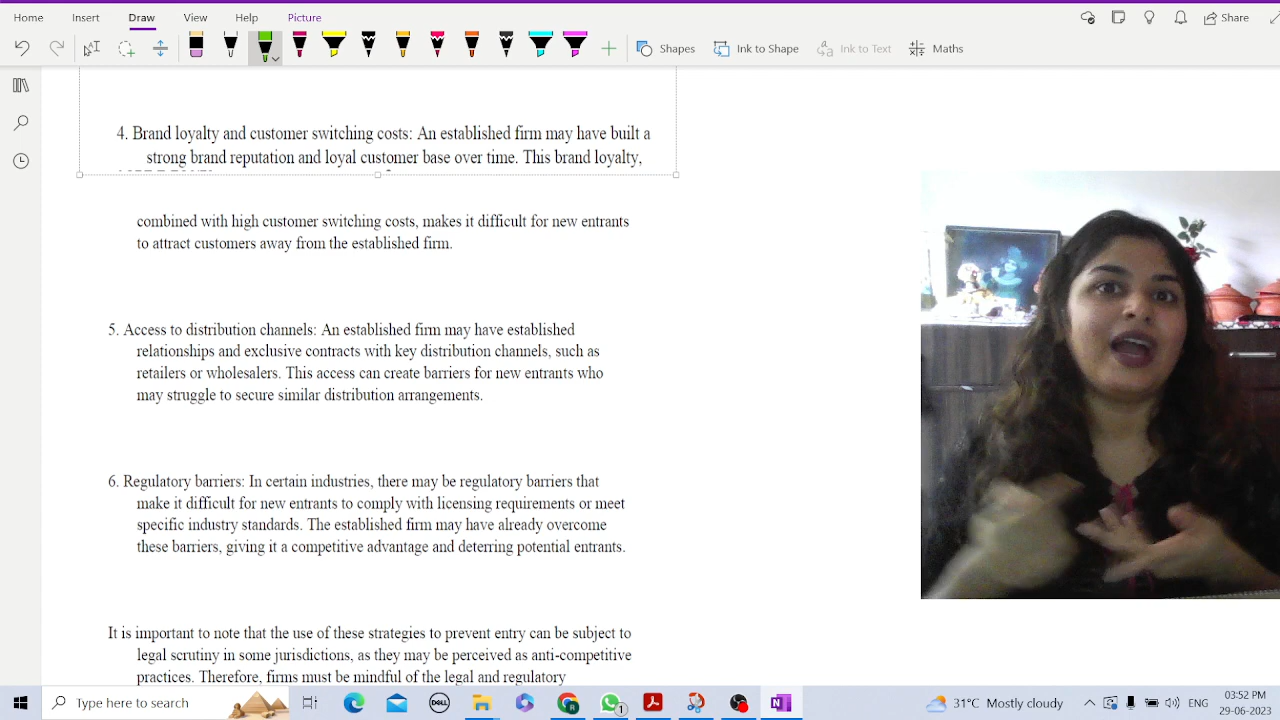 Home Insert Draw View Help Picture Share
Shapes Ink to Shape Ink to Text Maths
4. Brand loyalty and customer switching costs: An established firm may have built a
strong brand reputation and loyal customer base over time. This brand loyalty,
combined with high customer switching costs, makes it difficult for new entrants
to attract customers away from the established firm.
5. Access to distribution channels: An established firm may have established
relationships and exclusive contracts with key distribution channels, such as
retailers or wholesalers. This access can create barriers for new entrants who
may struggle to secure similar distribution arrangements.
6. Regulatory barriers: In certain industries, there may be regulatory barriers that
make it difficult for new entrants to comply with licensing requirements or meet
specific industry standards. The established firm may have already overcome
these barriers, giving it a competitive advantage and deterring potential entrants.
It is important to note that the use of these strategies to prevent entry can be subject to
legal scrutiny in some jurisdictions, as they may be perceived as anti-competitive
practices. Therefore, firms must be mindful of the legal and regulatory
Type here to search
DELL
1
31°C Mostly cloudy
ENG
03:52 PM
29-06-2023